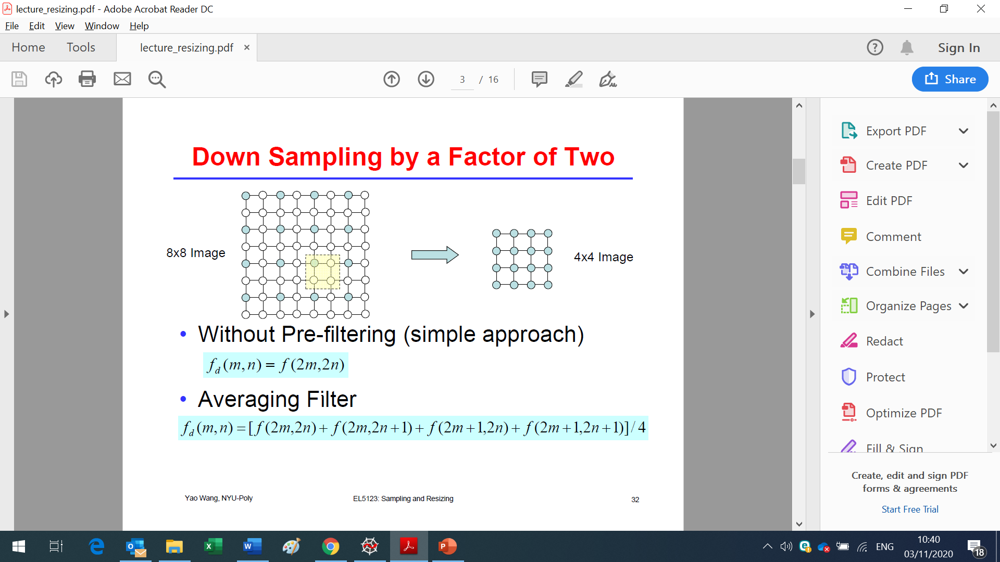 lecture_resizing.pdf - Adobe Acrobat Reader DC
File Edit View Window Help
Home Tools lecture_resizing.pdf × Sign In
3 / 16 Share
Down Sampling by a Factor of Two
8x8 Image
4x4 Image
• Without Pre-filtering (simple approach)
f_d(m,n) = f(2m,2n)
• Averaging Filter
f_d(m,n) = [f(2m,2n) + f(2m,2n+1) + f(2m+1,2n) + f(2m+1,2n+1)]/4
Yao Wang, NYU-Poly EL5123: Sampling and Resizing 32
Export PDF
Create PDF
Edit PDF
Comment
Combine Files
Organize Pages
Redact
Protect
Optimize PDF
Fill & Sign
Create, edit and sign PDF
forms & agreements
Start Free Trial
ENG
10:40
03/11/2020
18